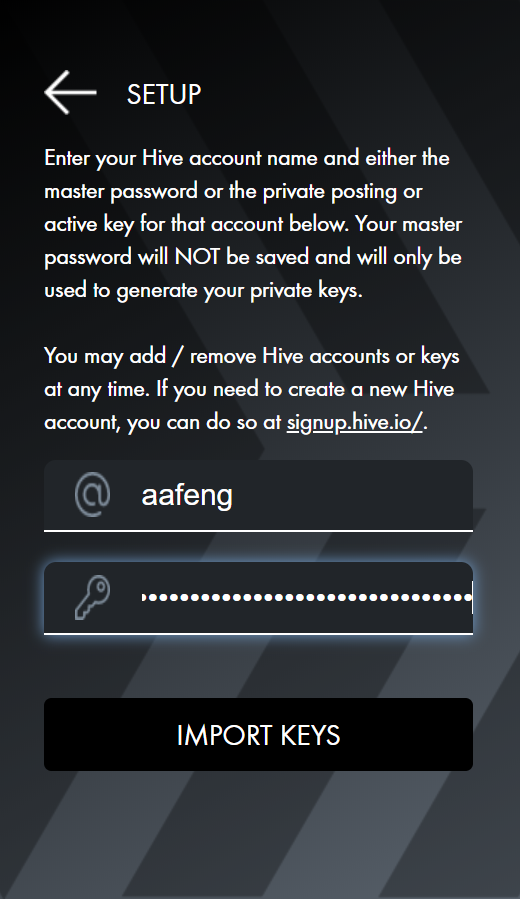 SETUP
Enter your Hive account name and either the
master password or the private posting or
active key for that account below. Your master
password will NOT be saved and will only be
used to generate your private keys.
You may add / remove Hive accounts or keys
at any time. If you need to create a new Hive
account, you can do so at signup.hive.io/.
@ aafeng
IMPORT KEYS